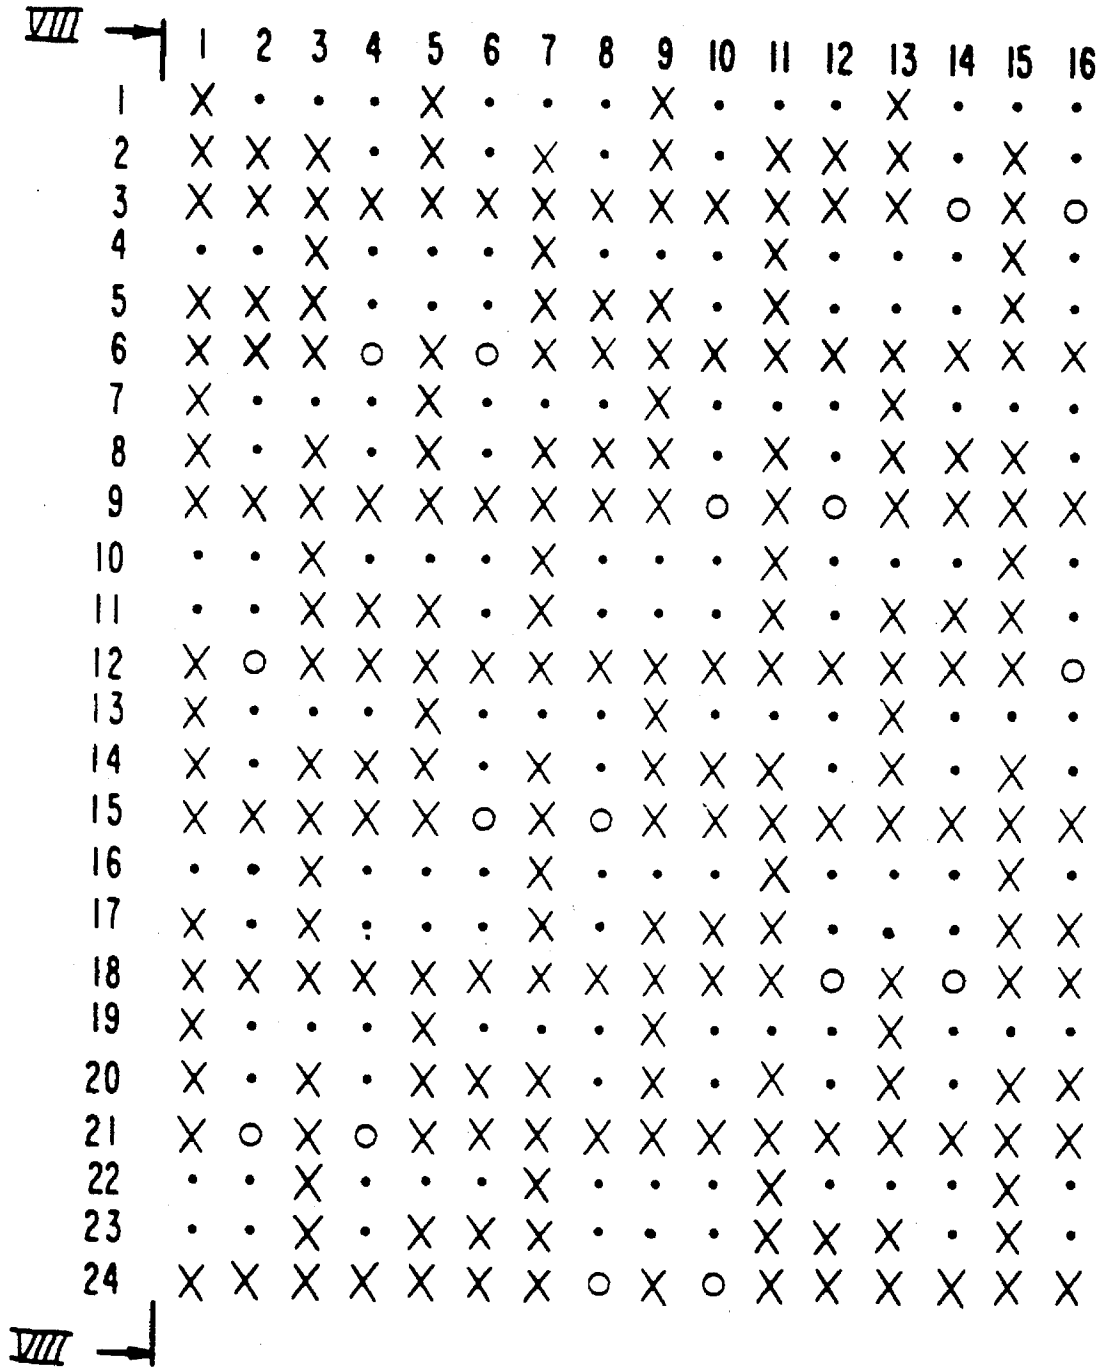 VIII 1 2 3 4 5 6 7 8 9 10 11 12 13 14 15 16
1 X • • • X • • • X • • • X • • •
2 X X X • X • X • X • X X X • X •
3 X X X X X X X X X X X X X O X O
4 • • X • • • X • • • X • • • X •
5 X X X • • • X X X • X • • • X •
6 X X X O X O X X X X X X X X X X
7 X • • • X • • • X • • • X • • •
8 X • X • X • X X X • X • X X X •
9 X X X X X X X X X O X O X X X X
10 • • X • • • X • • • X • • • X •
11 • • X X X • X • • • X • X X X •
12 X O X X X X X X X X X X X X X O
13 X • • • X • • • X • • • X • • •
14 X • X X X • X • X X X • X • X •
15 X X X X X O X O X X X X X X X X
16 • • X • • • X • • • X • • • X •
17 X • X • • • X • X X X • • • X X
18 X X X X X X X X X X X O X O X X
19 X • • • X • • • X • • • X • • •
20 X • X • X X X • X • X • X • X X
21 X O X O X X X X X X X X X X X X
22 • • X • • • X • • • X • • • X •
23 • • X • X X X • • • X X X • X •
24 X X X X X X X O X O X X X X X X
VIII